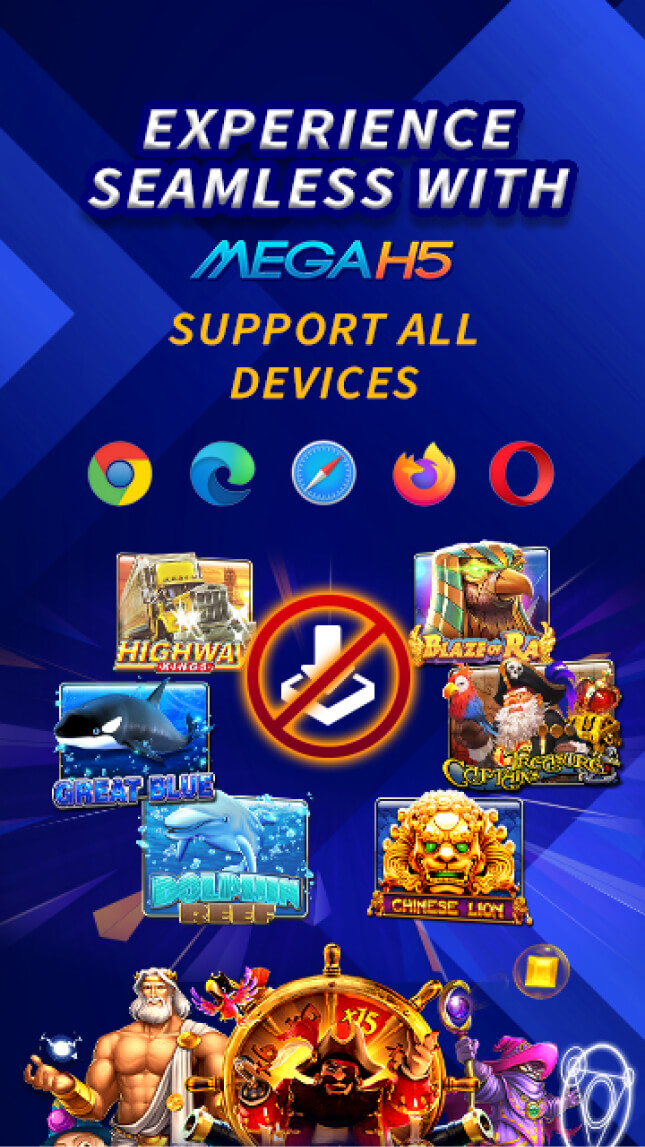 EXPERIENCE
SEAMLESS WITH
MEGAH5
SUPPORT ALL
DEVICES
HIGHWAY
KINGS
BLAZE OF RA
GREAT BLUE
CAPTAIN'S TREASURE
DOLPHIN
REEF
CHINESE LION
x15